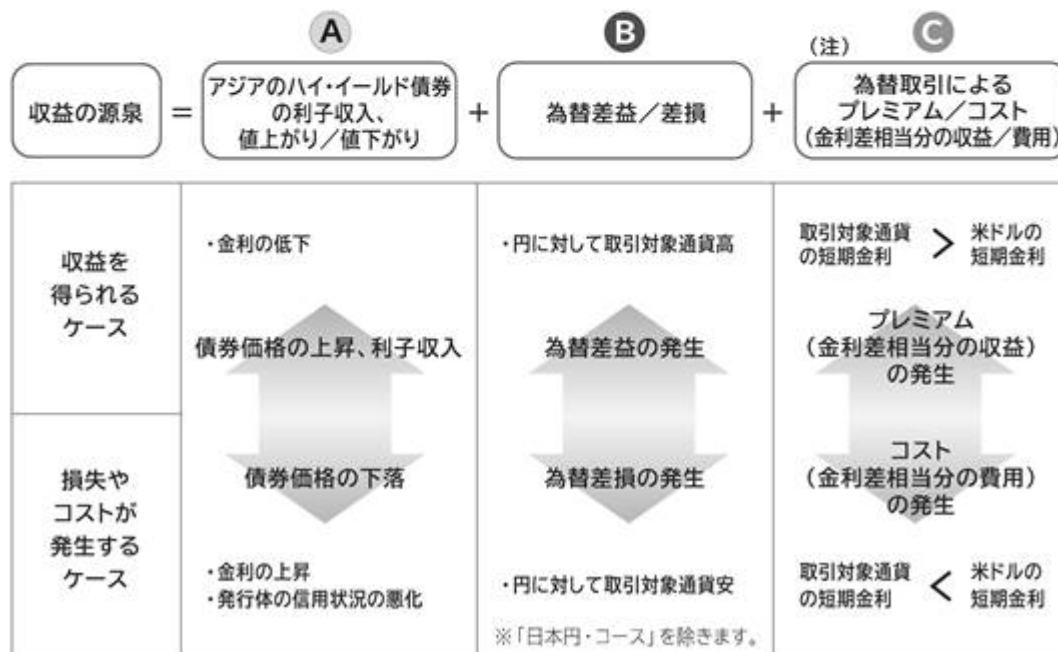 A
B
(注)
C
収益の源泉
=
アジアのハイ・イールド債券
の利子収入、
値上がり/値下がり
+
為替差益/差損
+
為替取引による
プレミアム/コスト
(金利差相当分の収益/費用)
収益を
得られる
ケース
・金利の低下
債券価格の上昇、利子収入
・円に対して取引対象通貨高
為替差益の発生
取引対象通貨
の短期金利
>
米ドルの
短期金利
プレミアム
(金利差相当分の収益)
の発生
損失や
コストが
発生する
ケース
債券価格の下落
・金利の上昇
・発行体の信用状況の悪化
為替差損の発生
・円に対して取引対象通貨安
※「日本円・コース」を除きます。
コスト
(金利差相当分の費用)
の発生
取引対象通貨
の短期金利
<
米ドルの
短期金利